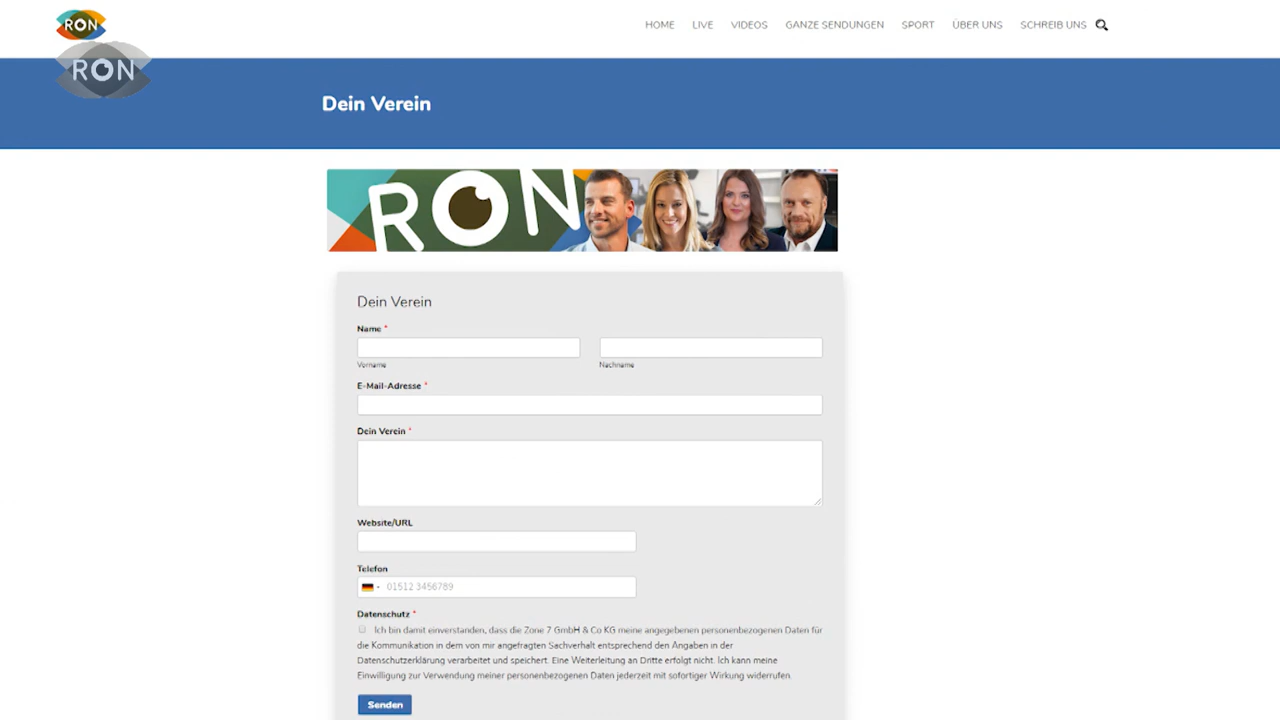 RON
HOME LIVE VIDEOS GANZE SENDUNGEN SPORT ÜBER UNS SCHREIB UNS
RON
Dein Verein
RON
Dein Verein
Name *
Vorname Nachname
E-Mail-Adresse *
Dein Verein *
Website/URL
Telefon
01512 3456789
Datenschutz *
Ich bin damit einverstanden, dass die Zone 7 GmbH & Co KG meine angegebenen personenbezogenen Daten für
die Kommunikation in dem von mir angefragten Sachverhalt entsprechend den Angaben in der
Datenschutzerklärung verarbeitet und speichert. Eine Weiterleitung an Dritte erfolgt nicht. Ich kann meine
Einwilligung zur Verwendung meiner personenbezogenen Daten jederzeit mit sofortiger Wirkung widerrufen.
Senden